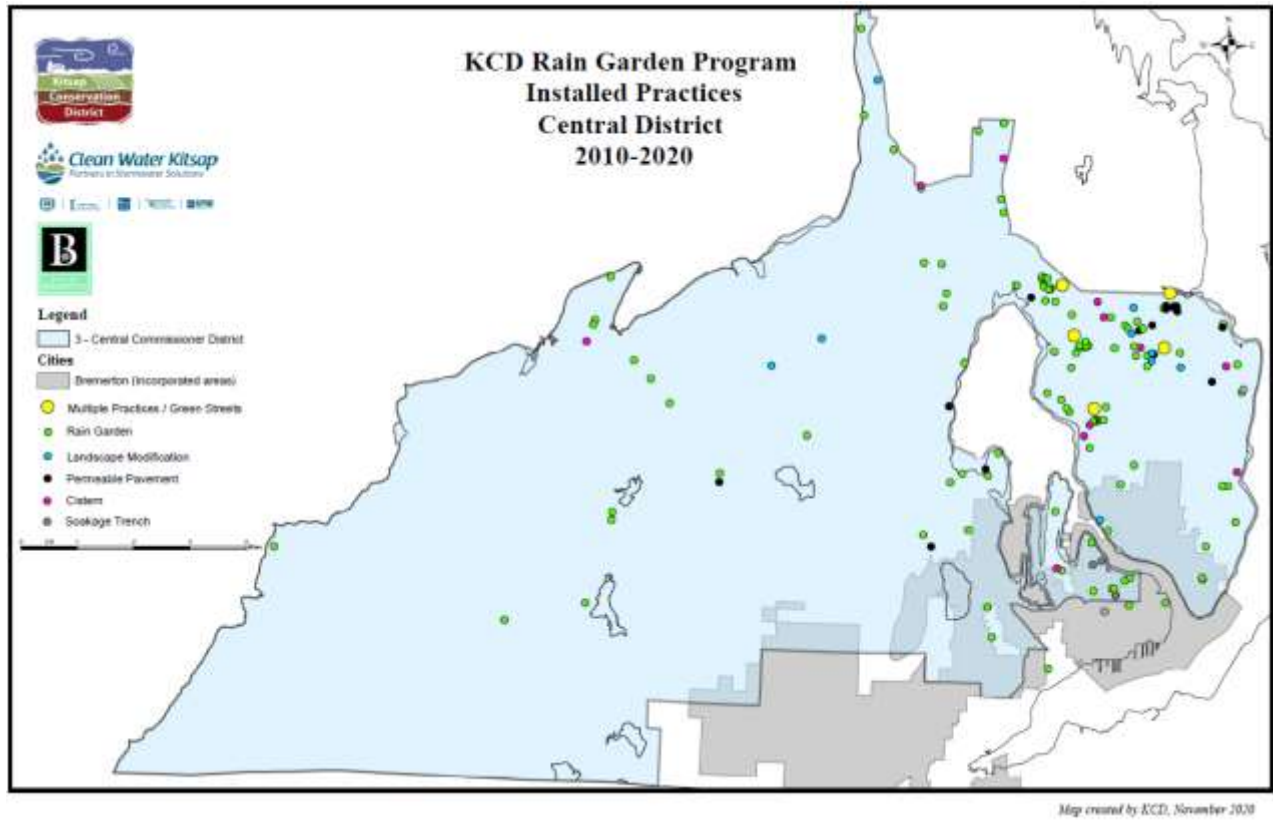 KCD Rain Garden Program
Installed Practices
Central District
2010-2020
Kitsap
Conservation
District
Clean Water Kitsap
Partners in Stormwater Solutions
B
Legend
3 - Central Commissioner District
Cities
Bremerton (Incorporated areas)
Multiple Practices / Green Streets
Rain Garden
Landscape Modification
Permeable Pavement
Cistern
Soakage Trench
Map created by KCD, November 2020